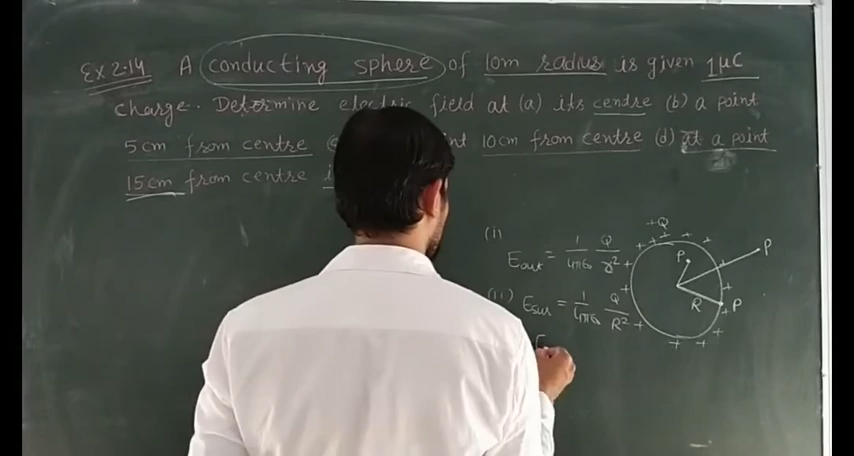 Ex 2.14 A conducting sphere of 10m radius is given 1μC
charge. Determine electric field at (a) its centre (b) a point
5cm from centre int 10cm from centre (d) at a point
15cm from centre
(i)
Eout = 1/4πε₀ Q/r²
(ii) Esur = 1/4πε₀ Q/R²
+Q
P
P
R
P